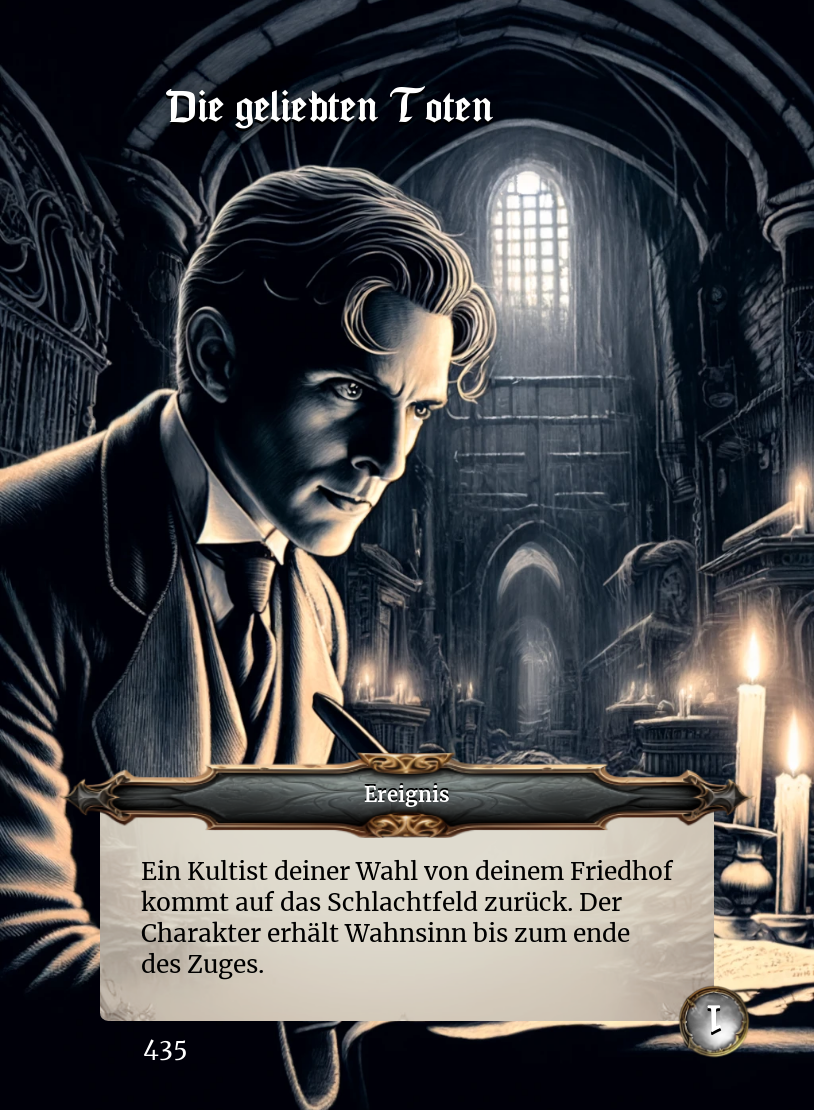 Die geliebten Toten
Ereignis
Ein Kultist deiner Wahl von deinem Friedhof
kommt auf das Schlachtfeld zurück. Der
Charakter erhält Wahnsinn bis zum ende
des Zuges.
1
435